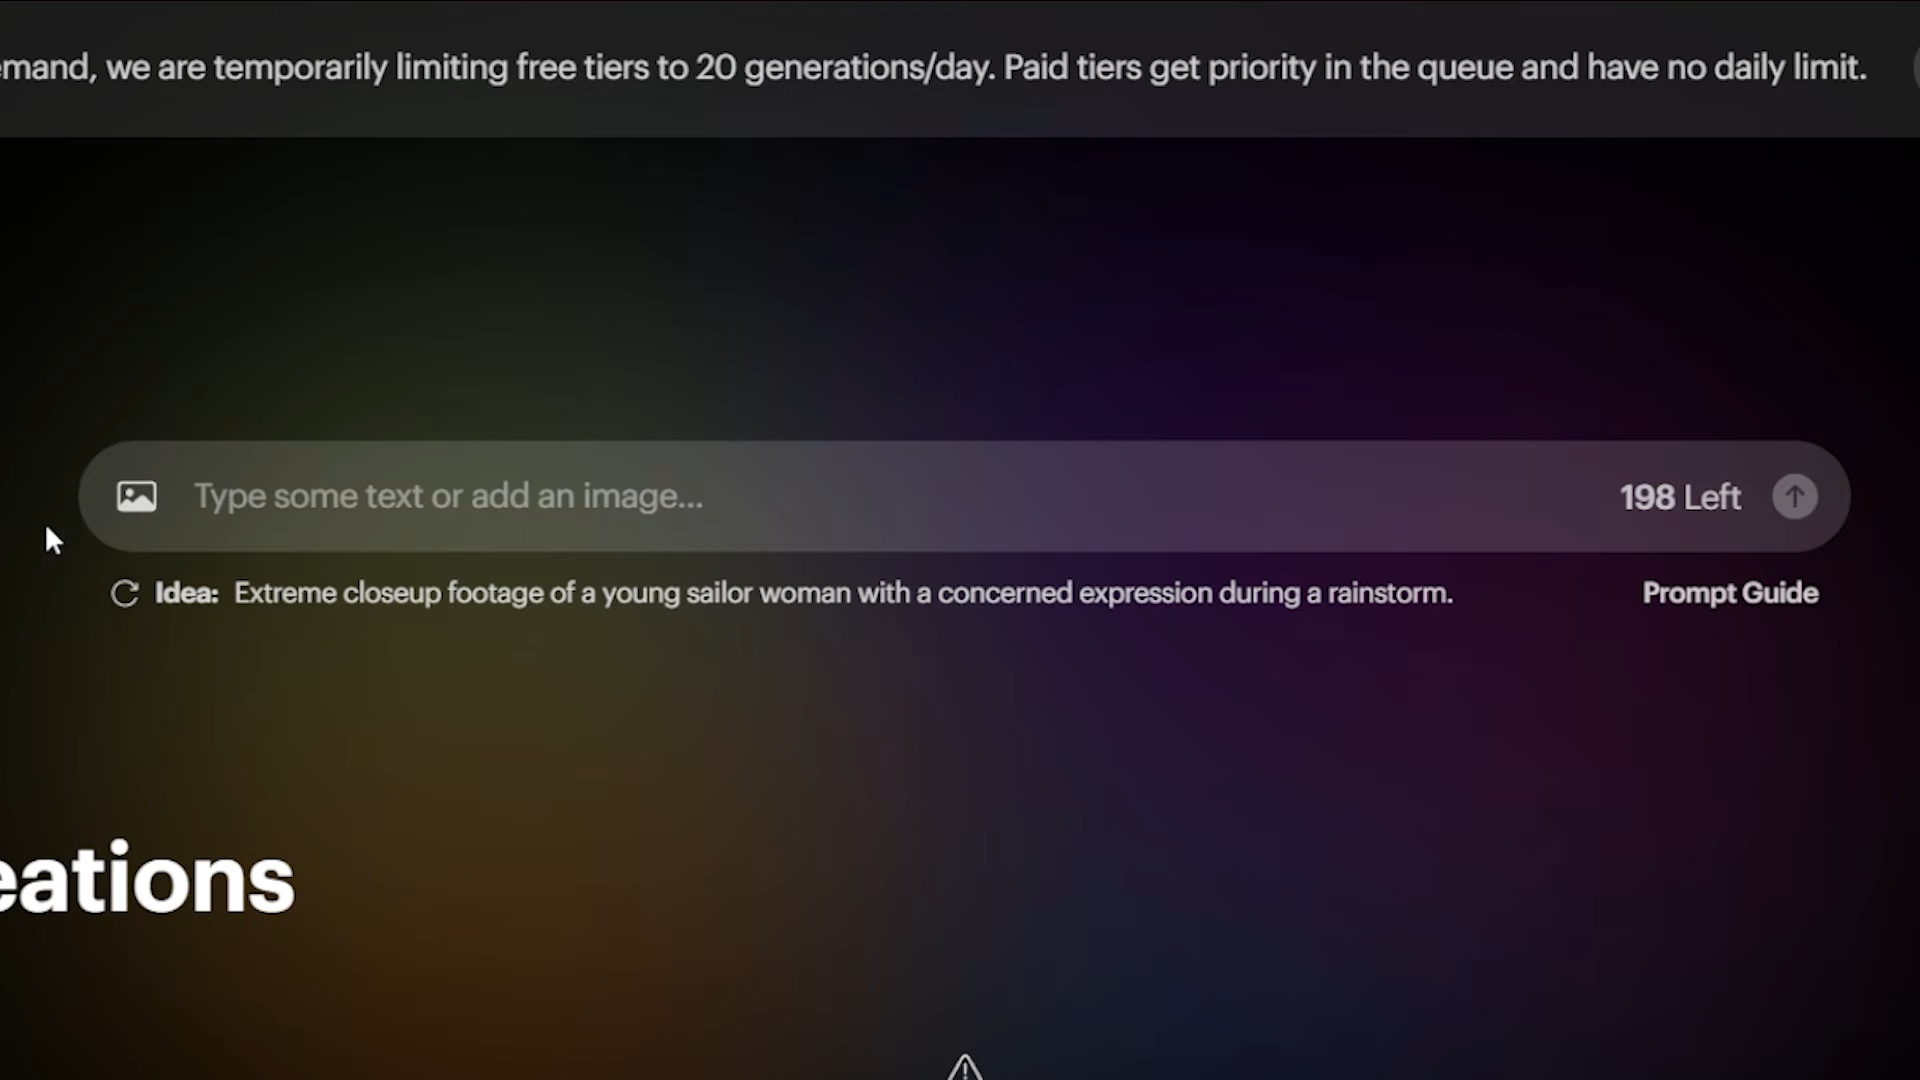 emand, we are temporarily limiting free tiers to 20 generations/day. Paid tiers get priority in the queue and have no daily limit.
Type some text or add an image...
198 Left
Idea: Extreme closeup footage of a young sailor woman with a concerned expression during a rainstorm.
Prompt Guide
eations